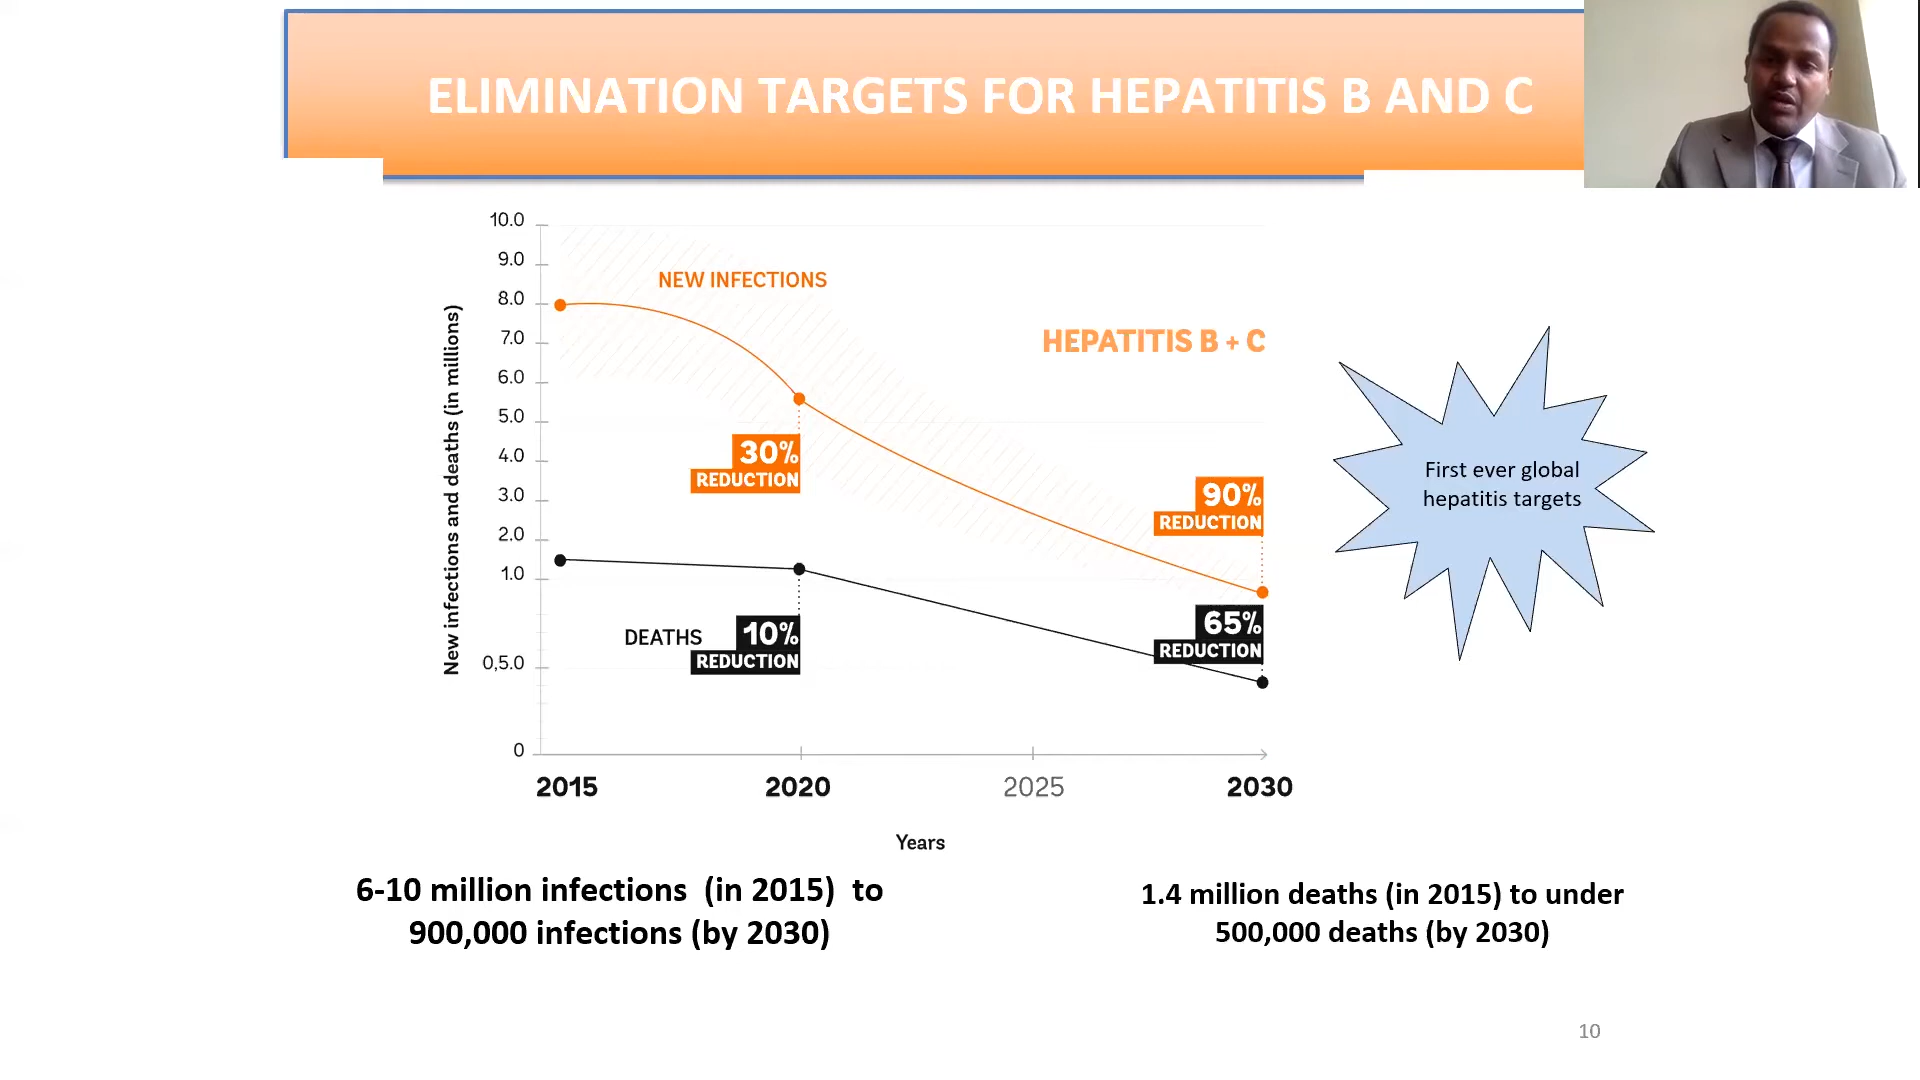 ELIMINATION TARGETS FOR HEPATITIS B AND C
New infections and deaths (in millions)
10.0
9.0
8.0
7.0
6.0
5.0
4.0
3.0
2.0
1.0
0,5.0
0
NEW INFECTIONS
HEPATITIS B + C
30%
REDUCTION
90%
REDUCTION
DEATHS
10%
REDUCTION
65%
REDUCTION
2015
2020
2025
2030
Years
First ever global
hepatitis targets
6-10 million infections (in 2015) to
900,000 infections (by 2030)
1.4 million deaths (in 2015) to under
500,000 deaths (by 2030)
10